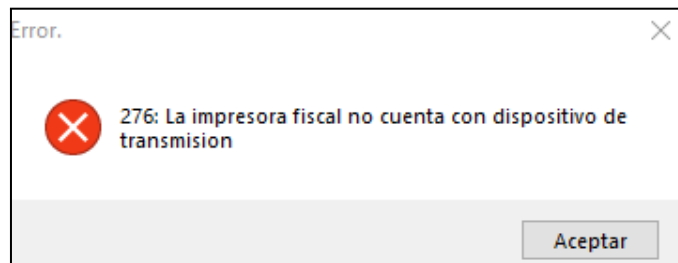 Error.
276: La impresora fiscal no cuenta con dispositivo de
transmision
Aceptar